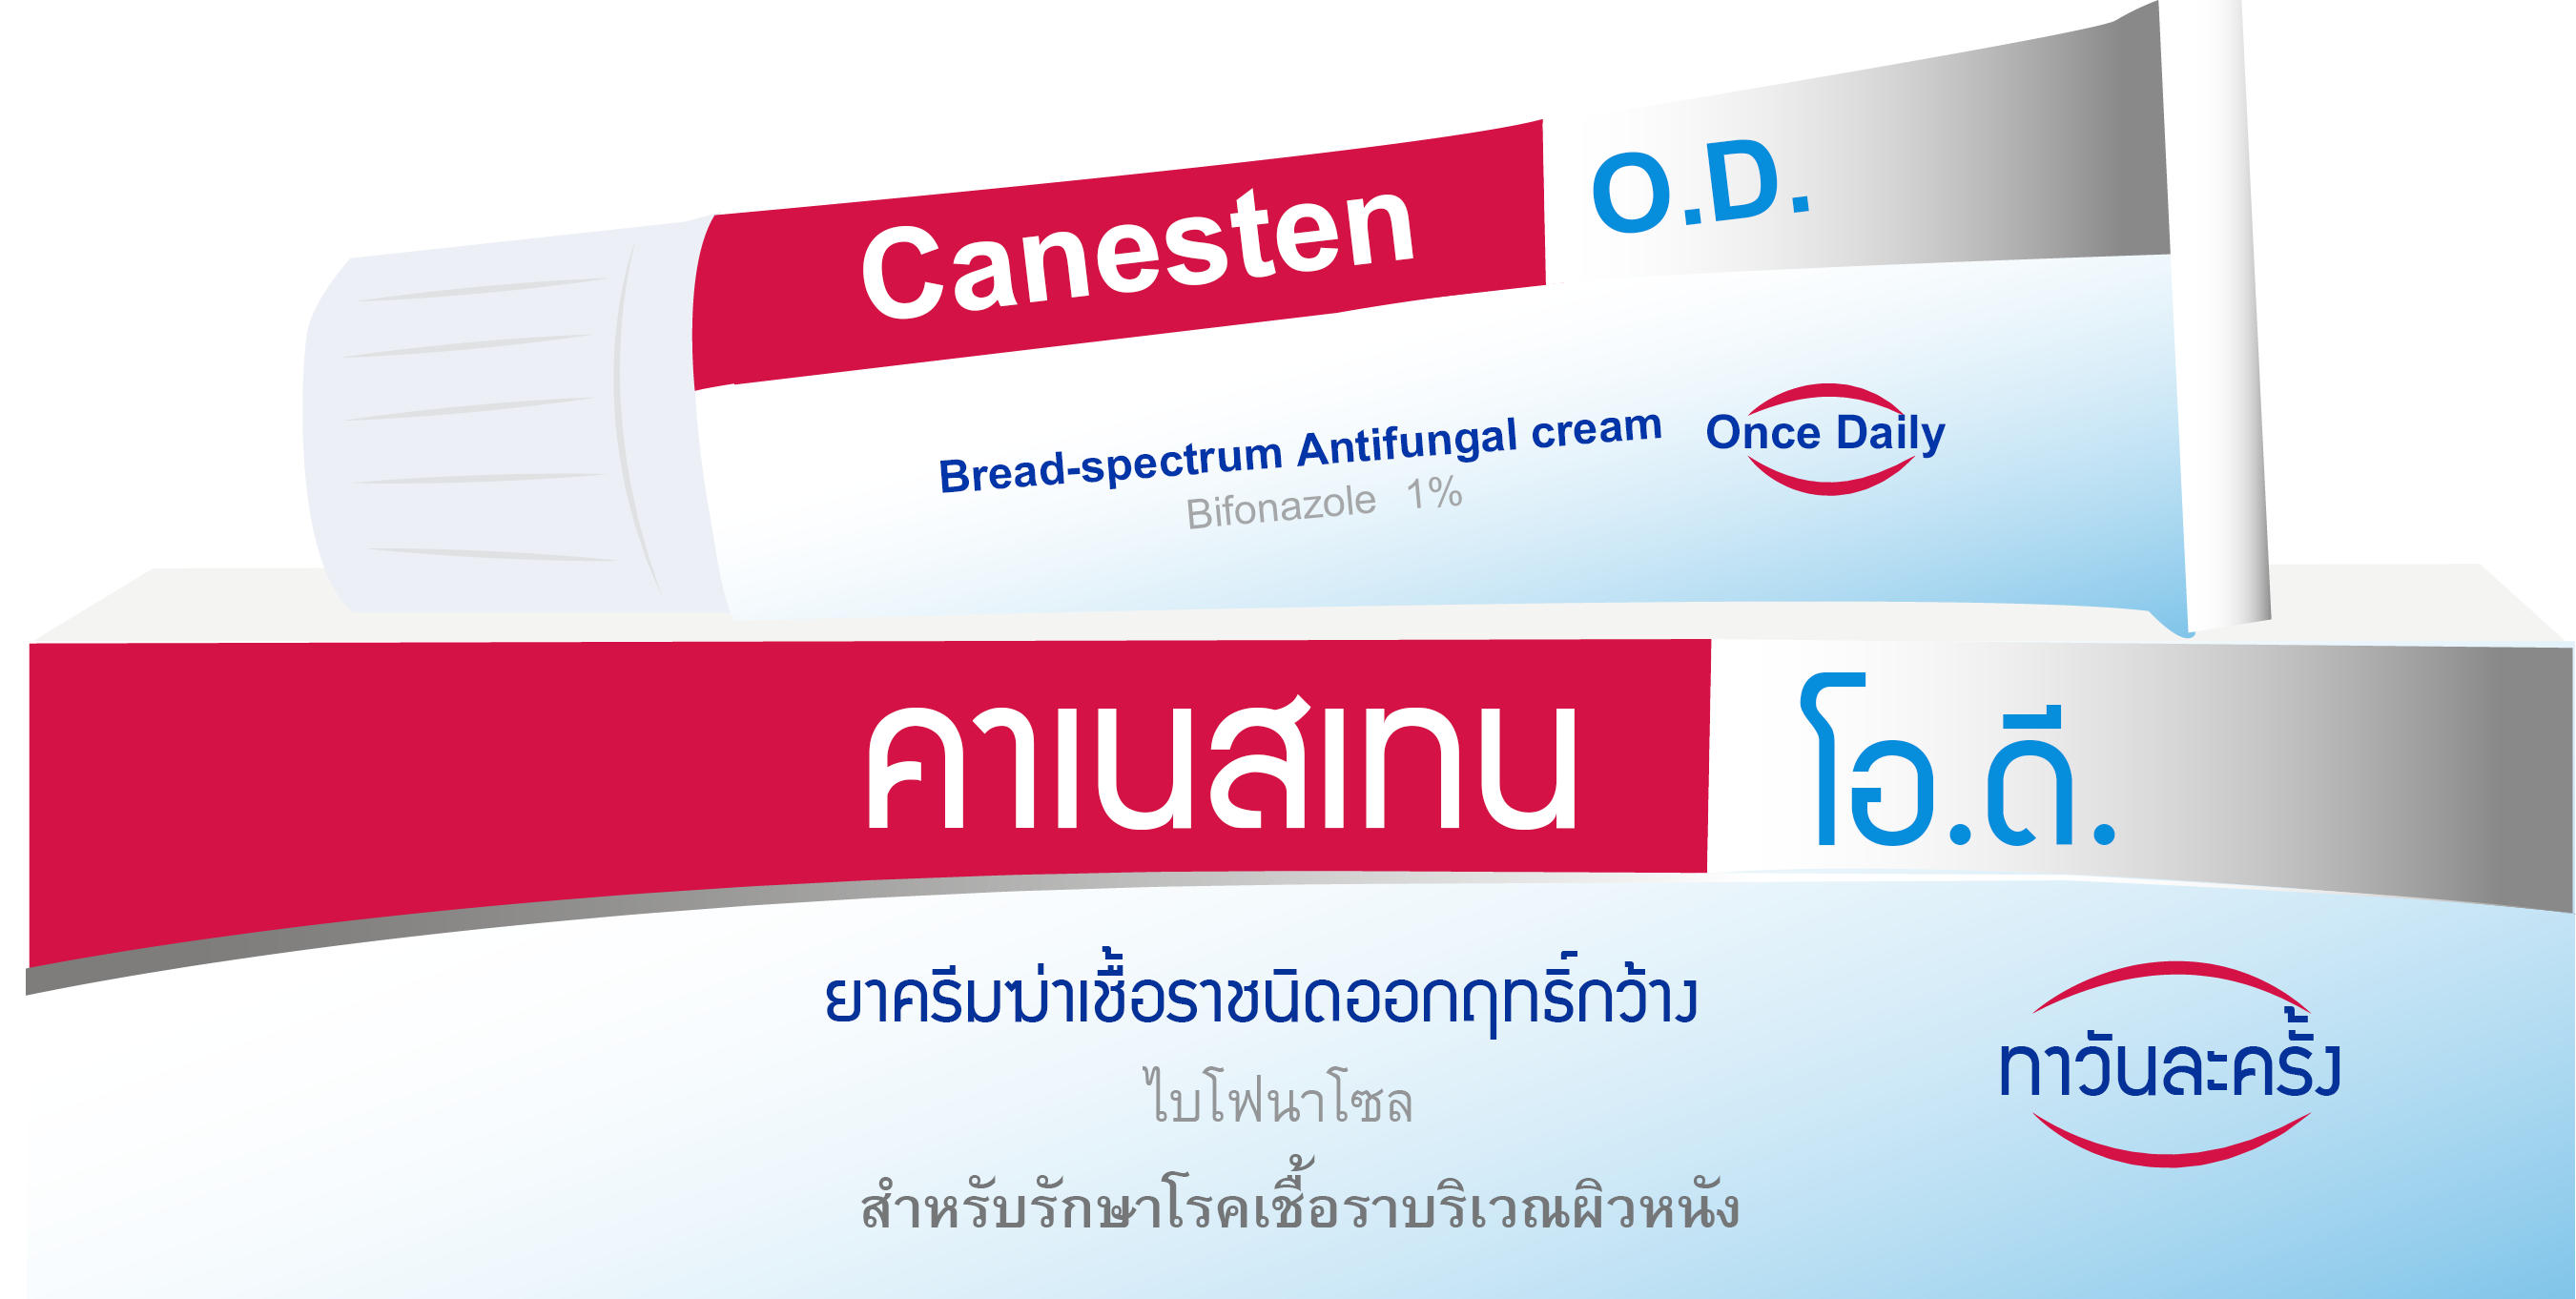 Canesten O.D.
Bread-spectrum Antifungal cream
Once Daily
Bifonazole 1%
คาเนสเทน โอ.ดี.
ยาครีมฆ่าเชื้อราชนิดออกฤทธิ์กว้าง
ทาวันละครั้ง
ไบโฟนาโซล
สำหรับรักษาโรคเชื้อราบริเวณผิวหนัง